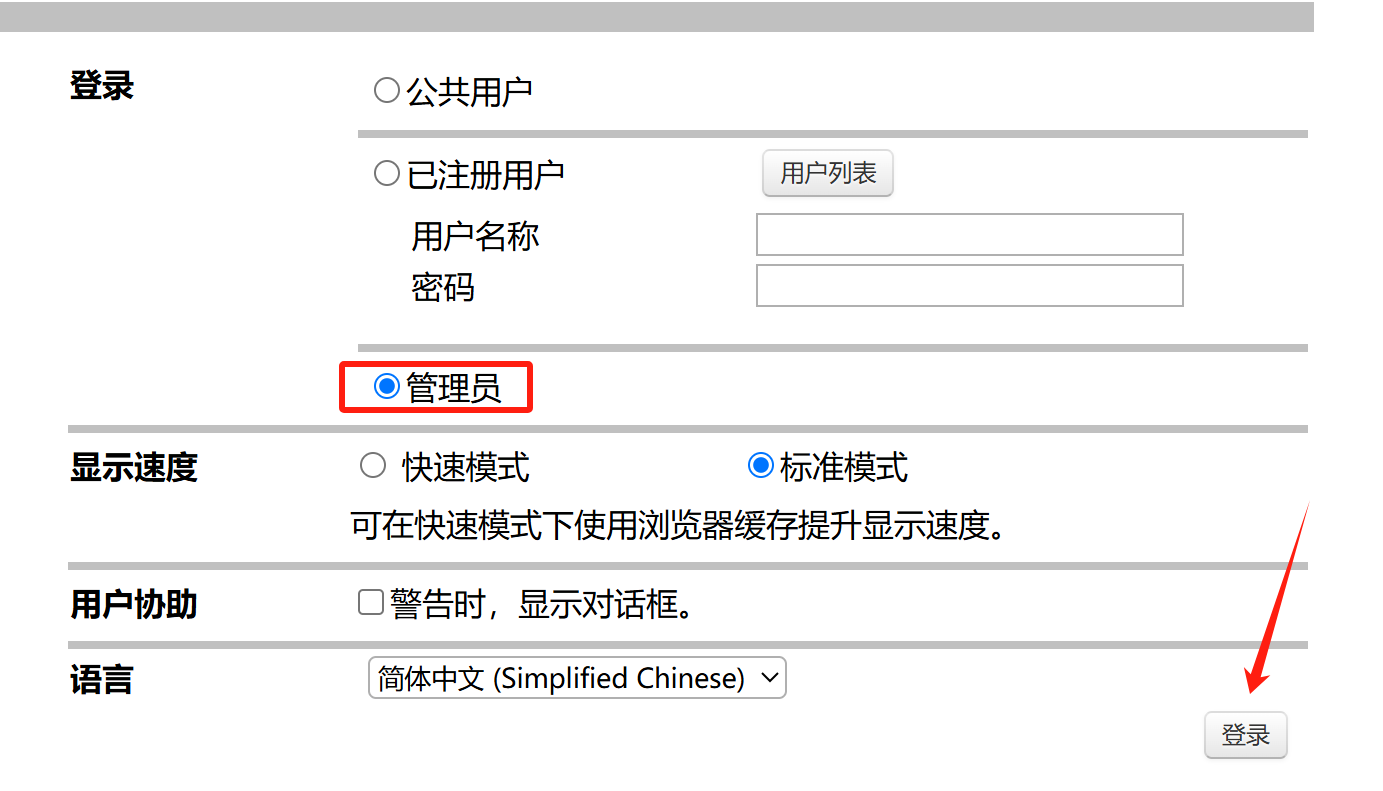 登录
公共用户
已注册用户 用户列表
用户名称
密码
管理员
显示速度 快速模式 标准模式
可在快速模式下使用浏览器缓存提升显示速度。
用户协助 警告时，显示对话框。
语言 简体中文 (Simplified Chinese)
登录